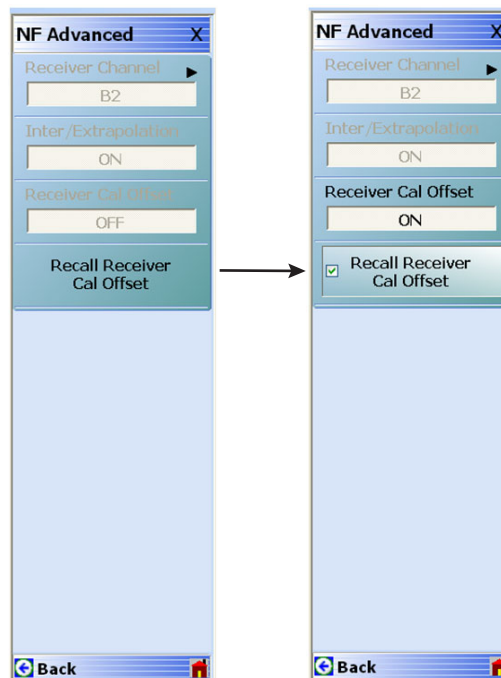 NF Advanced X
Receiver Channel
B2
Inter/Extrapolation
ON
Receiver Cal Offset
OFF
Recall Receiver
Cal Offset
Back
NF Advanced X
Receiver Channel
B2
Inter/Extrapolation
ON
Receiver Cal Offset
ON
Recall Receiver
Cal Offset
Back